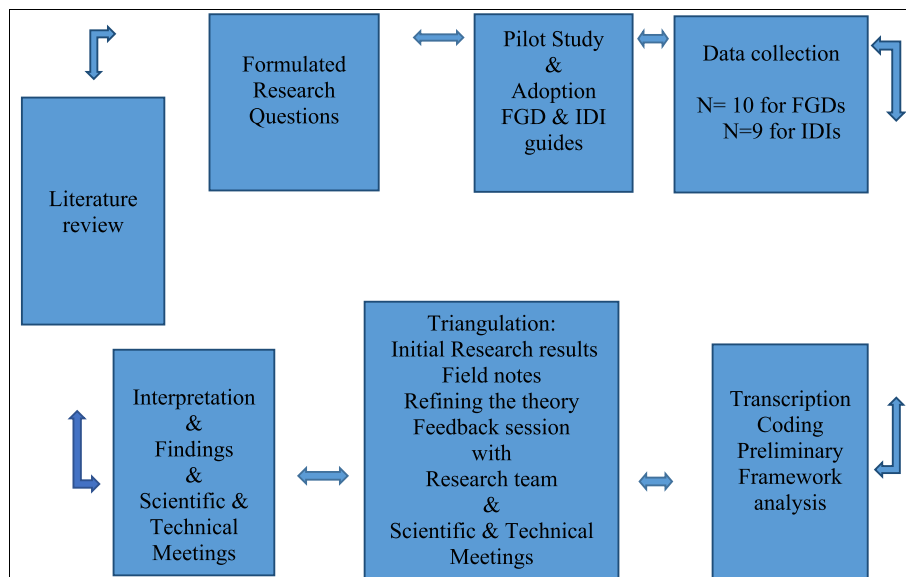 Literature
review
Formulated
Research
Questions
Pilot Study
&
Adoption
FGD & IDI
guides
Data collection
N= 10 for FGDs
N=9 for IDIs
Transcription
Coding
Preliminary
Framework
analysis
Triangulation:
Initial Research results
Field notes
Refining the theory
Feedback session
with
Research team
&
Scientific & Technical
Meetings
Interpretation
&
Findings
&
Scientific &
Technical
Meetings